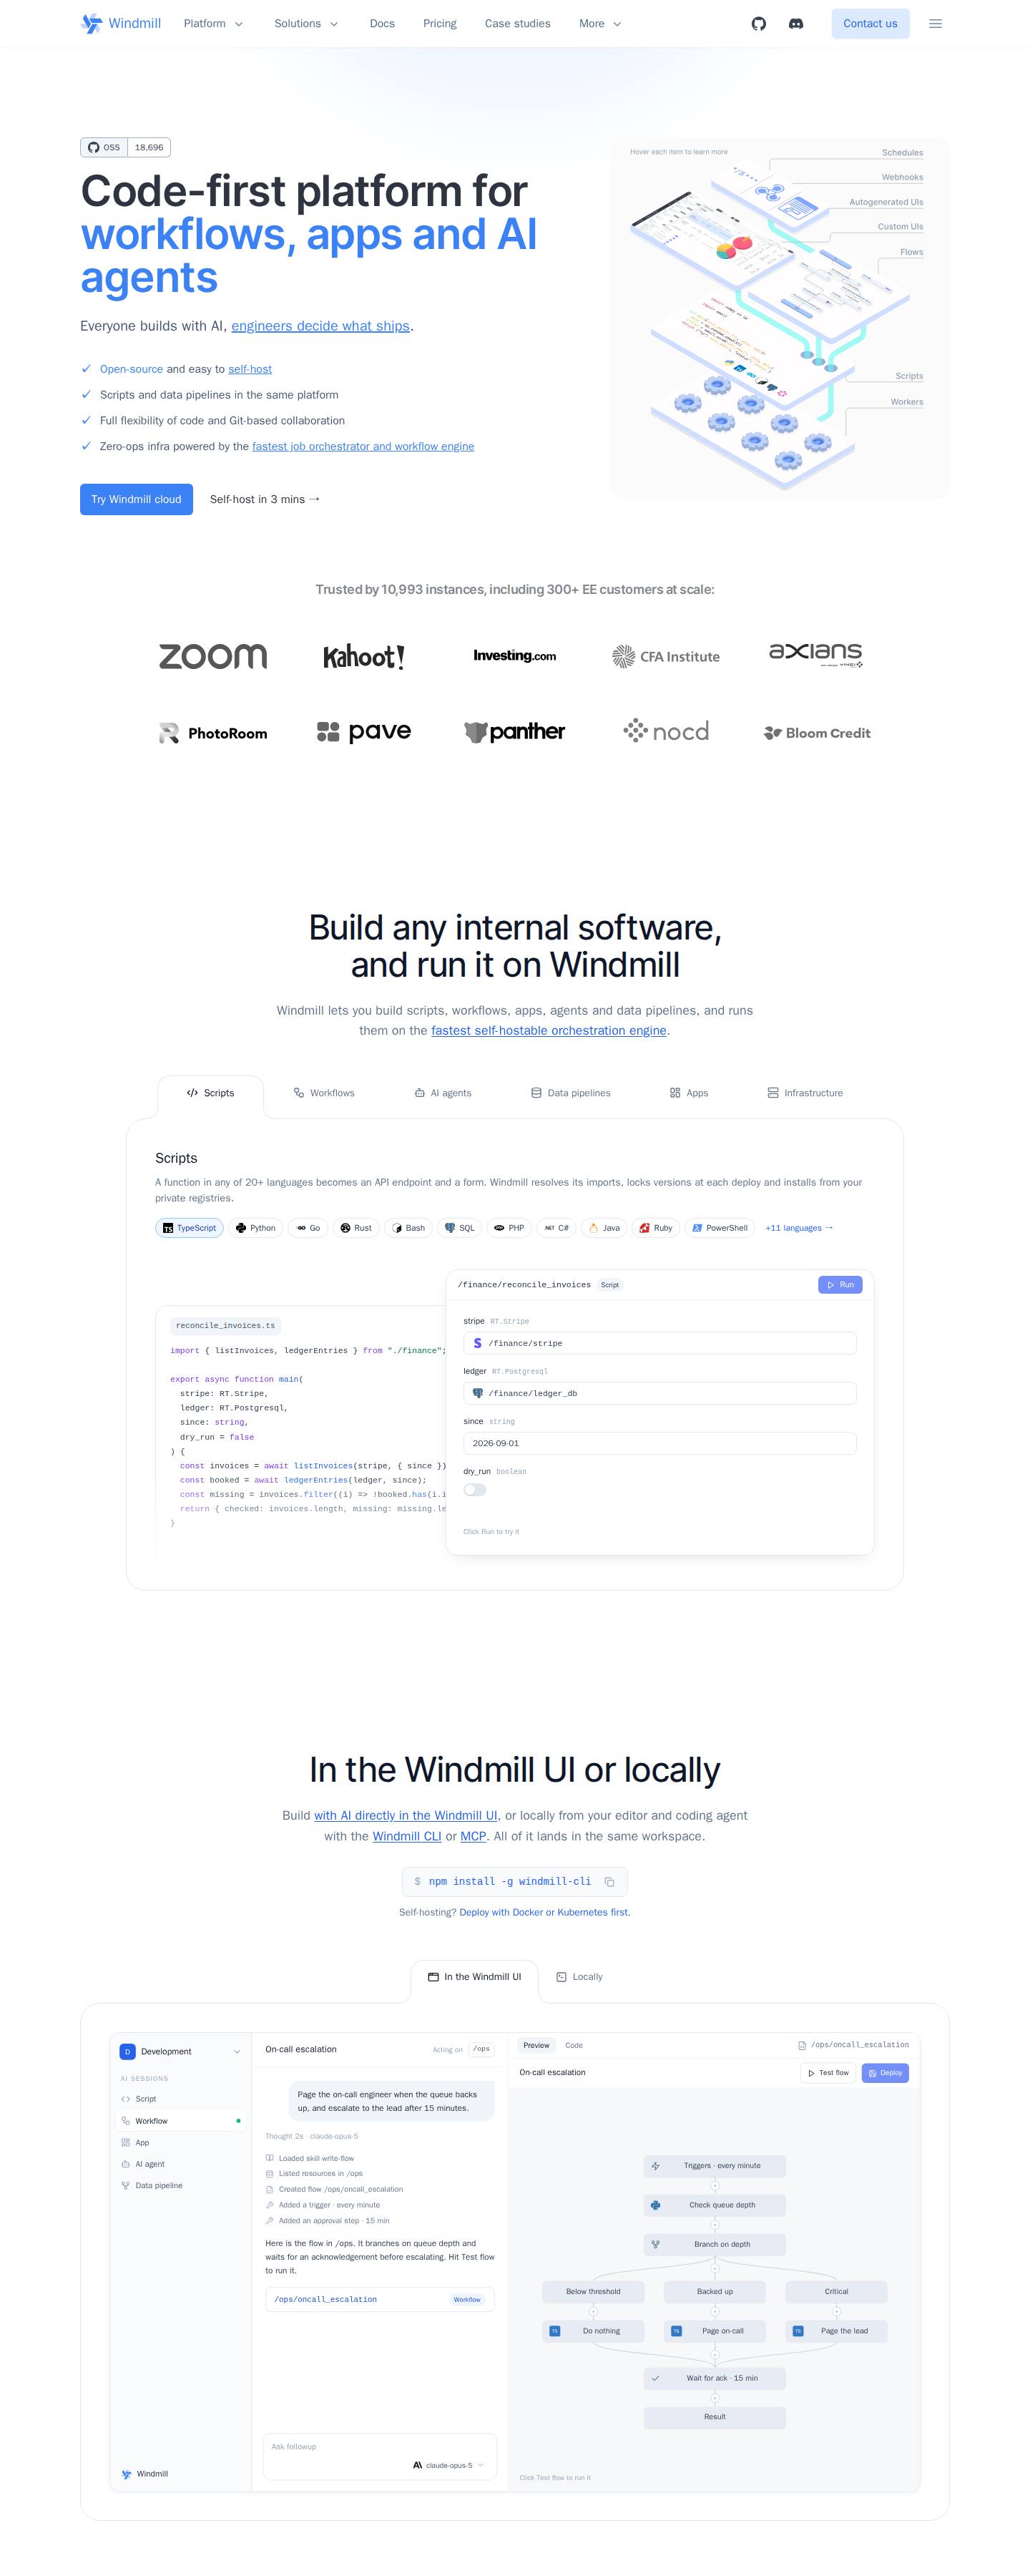 Windmill
Platform
Solutions
Docs
Pricing
Case studies
More
Contact us
OSS 18,696
Code-first platform for
workflows, apps and AI
agents
Everyone builds with AI, engineers decide what ships.
✓ Open-source and easy to self-host
✓ Scripts and data pipelines in the same platform
✓ Full flexibility of code and Git-based collaboration
✓ Zero-ops infra powered by the fastest job orchestrator and workflow engine
Try Windmill cloud
Self-host in 3 mins →
Hover each item to learn more
Schedules
Webhooks
Autogenerated UIs
Custom UIs
Flows
Scripts
Workers
Trusted by 10,993 instances, including 300+ EE customers at scale:
zoom
Kahoot!
Investing.com
CFA Institute
axians
PhotoRoom
pave
panther
nocd
Bloom Credit
Build any internal software,
and run it on Windmill
Windmill lets you build scripts, workflows, apps, agents and data pipelines, and runs
them on the fastest self-hostable orchestration engine.
Scripts
Workflows
AI agents
Data pipelines
Apps
Infrastructure
Scripts
A function in any of 20+ languages becomes an API endpoint and a form. Windmill resolves its imports, locks versions at each deploy and installs from your
private registries.
TypeScript
Python
Go
Rust
Bash
SQL
PHP
C#
Java
Ruby
PowerShell
+11 languages →
reconcile_invoices.ts
import { listInvoices, ledgerEntries } from "./finance";
export async function main(
stripe: RT.Stripe,
ledger: RT.Postgresql,
since: string,
dry_run = false
) {
const invoices = await listInvoices(stripe, { since })
const booked = await ledgerEntries(ledger, since);
const missing = invoices.filter((i) => !booked.has(i.i
return { checked: invoices.length, missing: missing.le
}
/finance/reconcile_invoices Script
Run
stripe RT.Stripe
/finance/stripe
ledger RT.Postgresql
/finance/ledger_db
since string
2026-09-01
dry_run boolean
Click Run to try it
In the Windmill UI or locally
Build with AI directly in the Windmill UI, or locally from your editor and coding agent
with the Windmill CLI or MCP. All of it lands in the same workspace.
$ npm install -g windmill-cli
Self-hosting? Deploy with Docker or Kubernetes first.
In the Windmill UI
Locally
D Development
AI SESSIONS
Script
Workflow
App
AI agent
Data pipeline
Windmill
On-call escalation
Acting on /ops
Page the on-call engineer when the queue backs
up, and escalate to the lead after 15 minutes.
Thought 2s · claude-opus-5
Loaded skill write-flow
Listed resources in /ops
Created flow /ops/oncall_escalation
Added a trigger · every minute
Added an approval step · 15 min
Here is the flow in /ops. It branches on queue depth and
waits for an acknowledgement before escalating. Hit Test flow
to run it.
/ops/oncall_escalation Workflow
Ask followup
claude-opus-5
Preview
Code
/ops/oncall_escalation
On-call escalation
Test flow
Deploy
Triggers · every minute
Check queue depth
Branch on depth
Below threshold
Backed up
Critical
TS Do nothing
TS Page on-call
TS Page the lead
Wait for ack · 15 min
Result
Click Test flow to run it